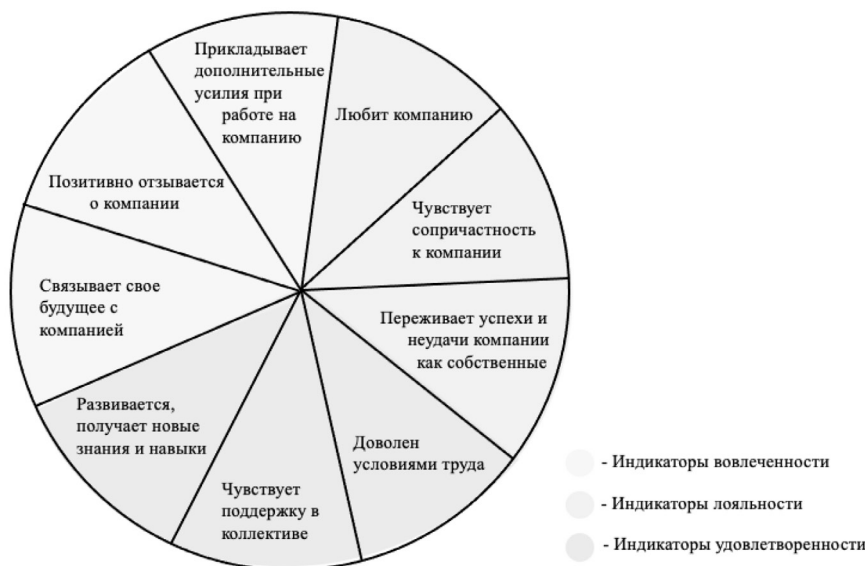 Прикладывает
дополнительные
усилия при
работе на
компанию
Любит компанию
Чувствует
сопричастность
к компании
Переживает успехи и
неудачи компании
как собственные
Доволен
условиями труда
Чувствует
поддержку в
коллективе
Развивается,
получает новые
знания и навыки
Связывает свое
будущее с
компанией
Позитивно отзывается
о компании
- Индикаторы вовлеченности
- Индикаторы лояльности
- Индикаторы удовлетворенности